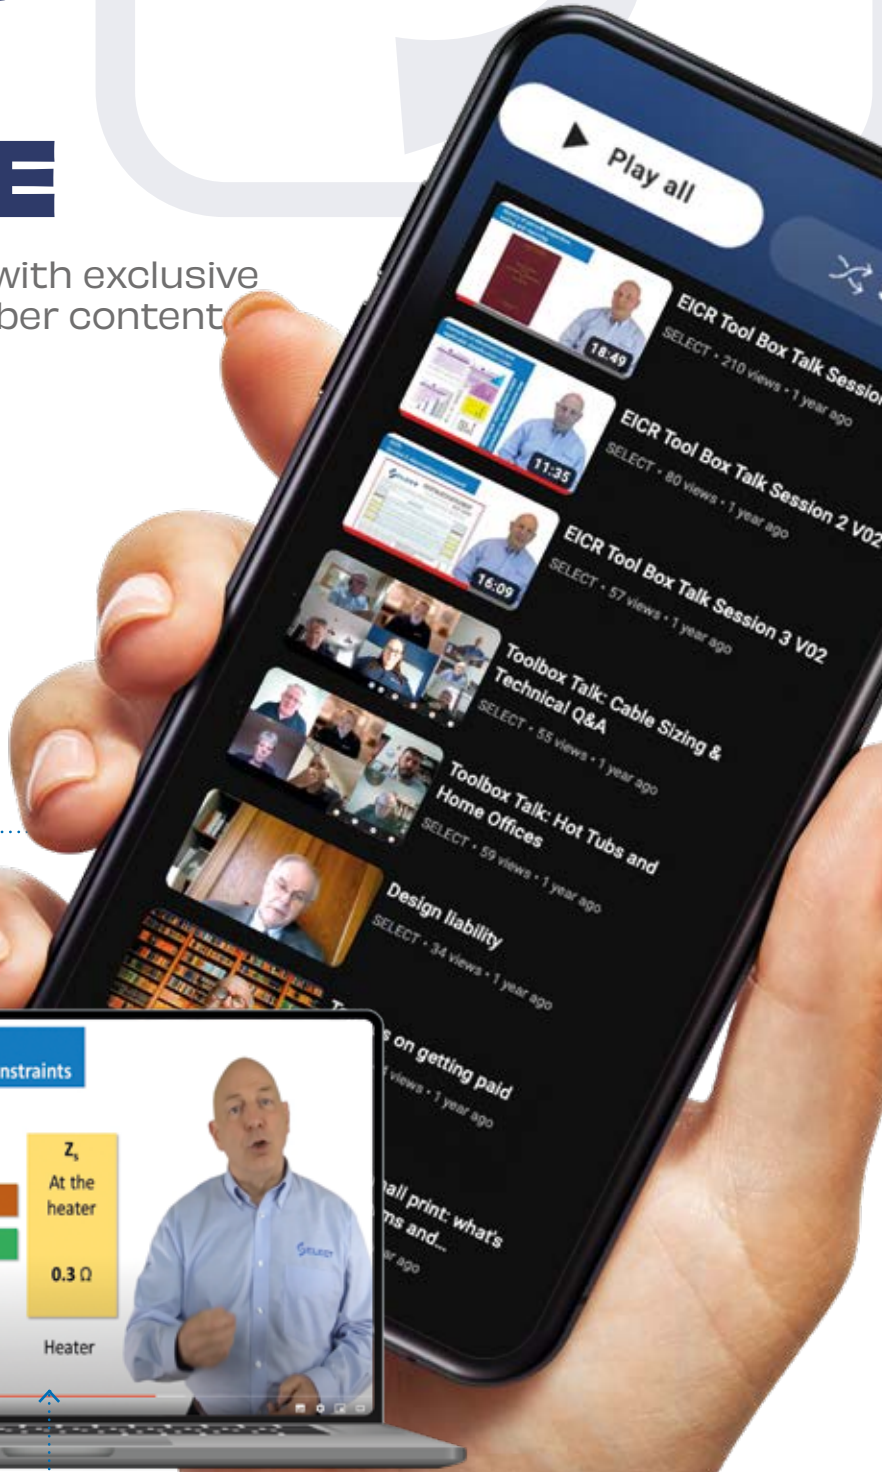 E
with exclusive
ber content
Play all
18:49
EICR Tool Box Talk Session
SELECT • 210 views • 1 year ago
11:35
EICR Tool Box Talk Session 2 V02
SELECT • 80 views • 1 year ago
16:09
EICR Tool Box Talk Session 3 V02
SELECT • 57 views • 1 year ago
Toolbox Talk: Cable Sizing &
Technical Q&A
SELECT • 55 views • 1 year ago
Toolbox Talk: Hot Tubs and
Home Offices
SELECT • 59 views • 1 year ago
Design liability
SELECT • 34 views • 1 year ago
s on getting paid
views • 1 year ago
all print: what's
ms and...
ar ago
nstraints
Zs
At the
heater
0.3 Ω
Heater
SELECT